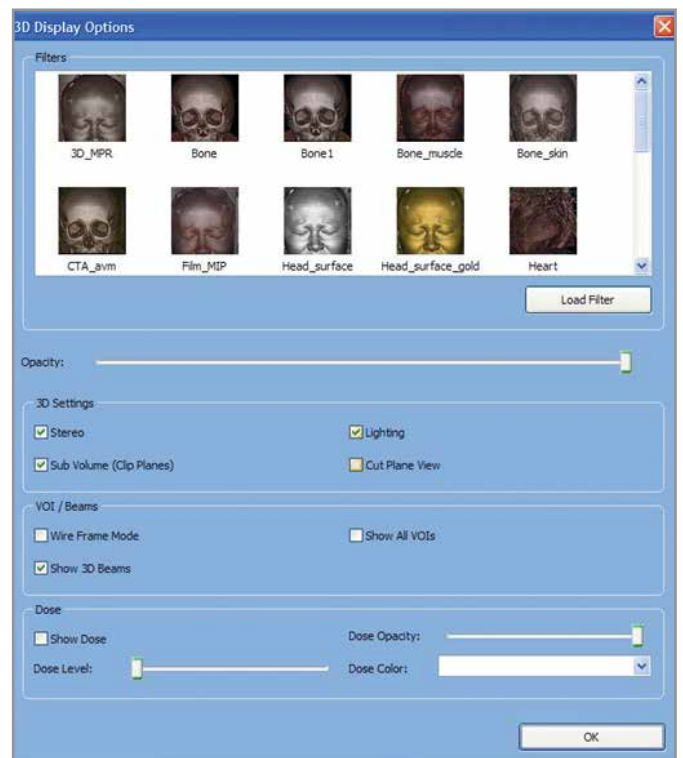 3D Display Options
Filters
3D_MPR Bone Bone1 Bone_muscle Bone_skin
CTA_avm Film_MIP Head_surface Head_surface_gold Heart
Load Filter
Opacity:
3D Settings
Stereo Lighting
Sub Volume (Clip Planes) Cut Plane View
VOI / Beams
Wire Frame Mode Show All VOIs
Show 3D Beams
Dose
Show Dose Dose Opacity:
Dose Level: Dose Color:
OK